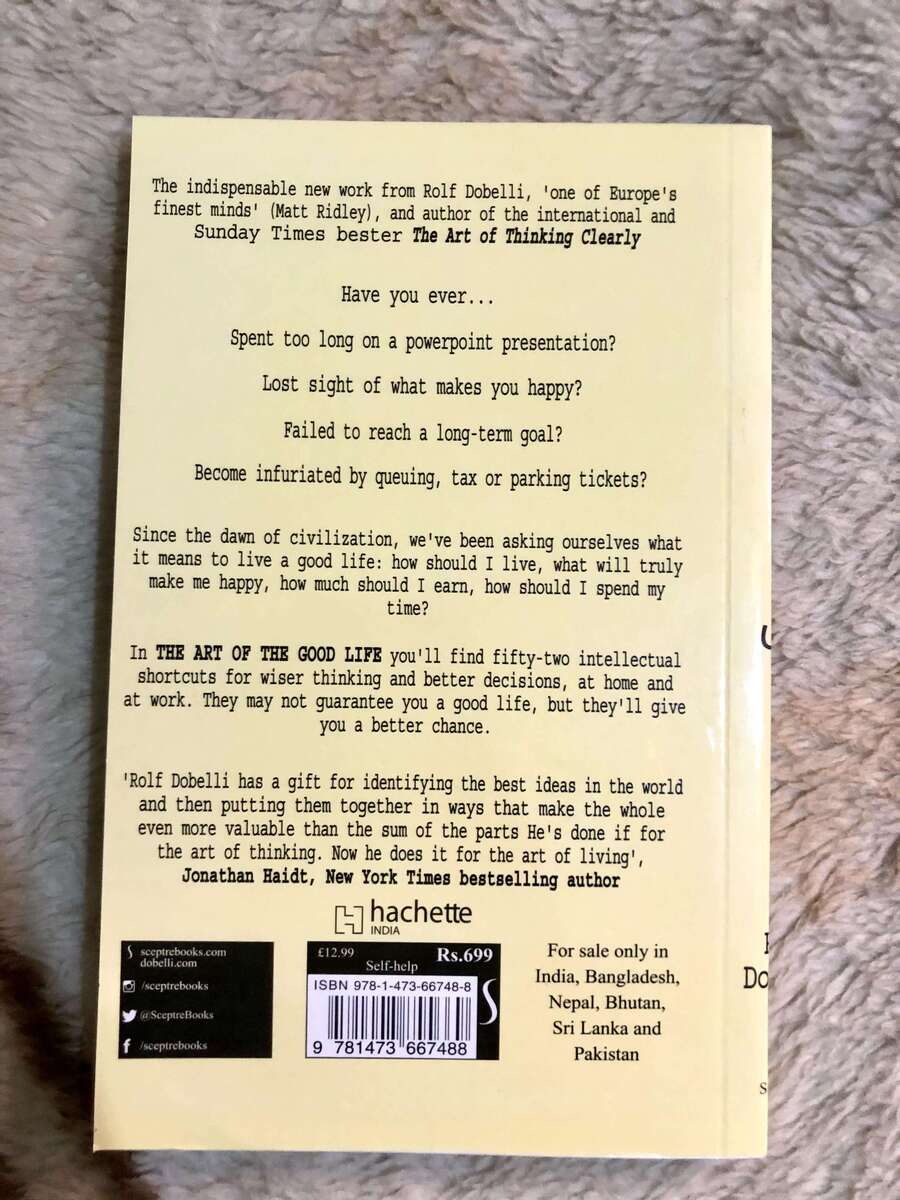 The indispensable new work from Rolf Dobelli, 'one of Europe's
finest minds' (Matt Ridley), and author of the international and
Sunday Times bester The Art of Thinking Clearly
Have you ever...
Spent too long on a powerpoint presentation?
Lost sight of what makes you happy?
Failed to reach a long-term goal?
Become infuriated by queuing, tax or parking tickets?
Since the dawn of civilization, we've been asking ourselves what
it means to live a good life: how should I live, what will truly
make me happy, how much should I earn, how should I spend my
time?
In THE ART OF THE GOOD LIFE you'll find fifty-two intellectual
shortcuts for wiser thinking and better decisions, at home and
at work. They may not guarantee you a good life, but they'll give
you a better chance.
'Rolf Dobelli has a gift for identifying the best ideas in the world
and then putting them together in ways that make the whole
even more valuable than the sum of the parts He's done if for
the art of thinking. Now he does it for the art of living',
Jonathan Haidt, New York Times bestselling author
hachette
INDIA
sceptrebooks.com
dobelli.com
/sceptrebooks
@SceptreBooks
/sceptrebooks
£12.99 Rs.699
Self-help
ISBN 978-1-473-66748-8
9 781473 667488
For sale only in
India, Bangladesh,
Nepal, Bhutan,
Sri Lanka and
Pakistan
Do